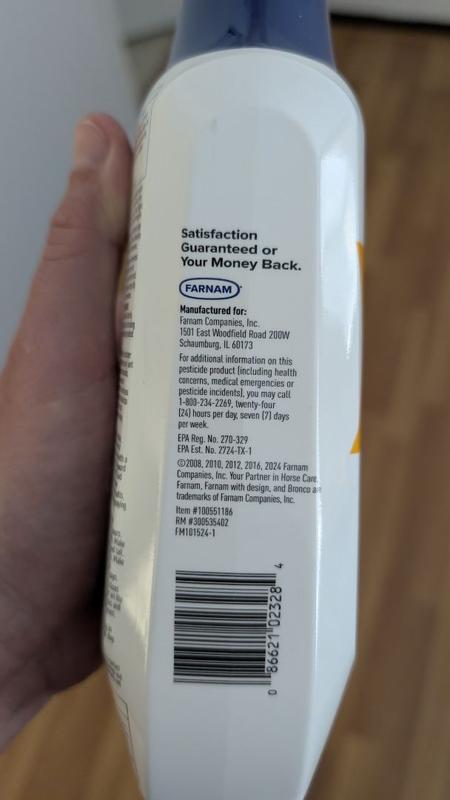 Satisfaction
Guaranteed or
Your Money Back.
FARNAM
Manufactured for:
Farnam Companies, Inc.
1501 East Woodfield Road 200W
Schaumburg, IL 60173
For additional information on this
pesticide product (including health
concerns, medical emergencies or
pesticide incidents), you may call
1-800-234-2269, twenty-four
(24) hours per day, seven (7) days
per week.
EPA Reg. No. 270-329
EPA Est. No. 2724-TX-1
©2008, 2010, 2012, 2016, 2024 Farnam
Companies, Inc. Your Partner in Horse Care,
Farnam, Farnam with design, and Bronco are
trademarks of Farnam Companies, Inc.
Item #100551186
RM #300535402
FM101524-1
0 86621 02328 4